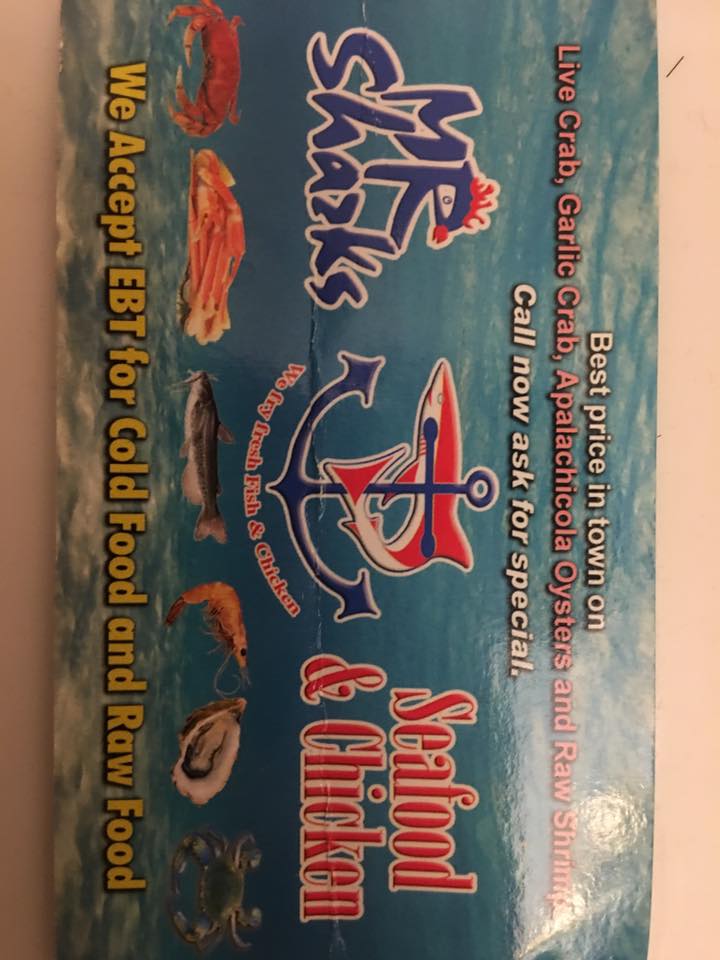 Best price in town on
Live Crab, Garlic Crab, Apalachicola Oysters and Raw Shrimp
Call now ask for special.
MR
Sharks
Seafood
& Chicken
We Fry Fresh Fish & Chicken
We Accept EBT for Cold Food and Raw Food